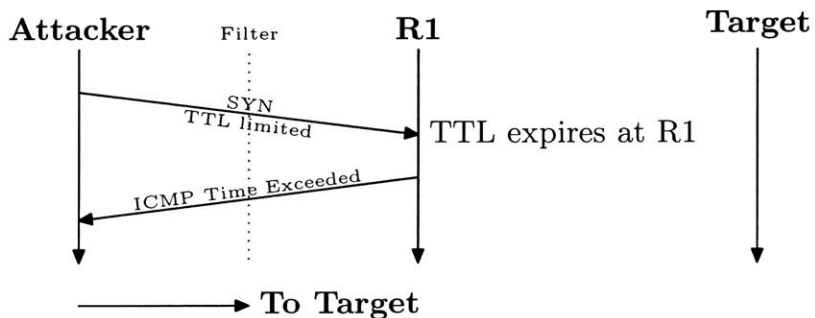 Attacker
Filter
R1
Target
SYN
TTL limited
TTL expires at R1
ICMP Time Exceeded
To Target